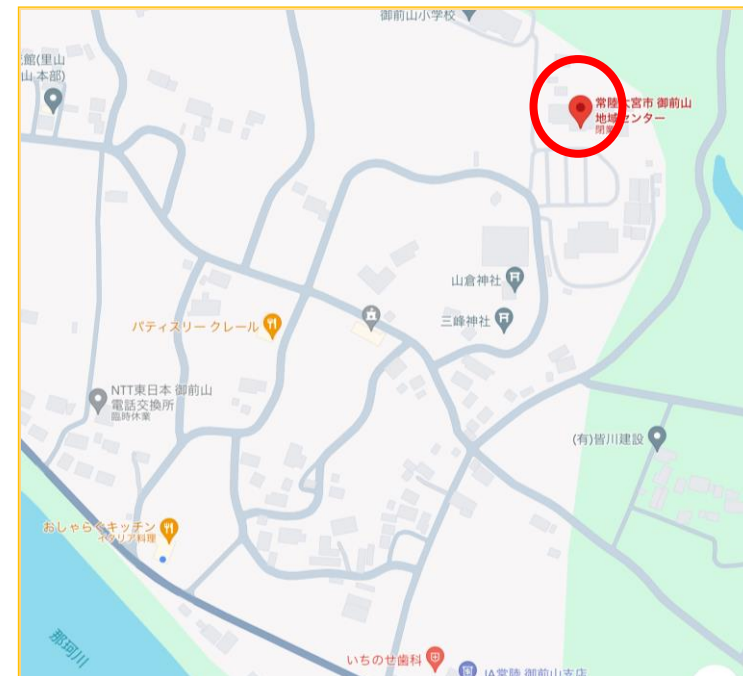 御前山小学校
館(里山
山 本部)
常陸大宮市 御前山
地域センター
閉業
山倉神社
三峰神社
パティスリー クレール
NTT東日本 御前山
電話交換所
臨時休業
(有)皆川建設
おしゃらくキッチン
イタリア料理
那珂川
いちのせ歯科
JA常陸 御前山支店